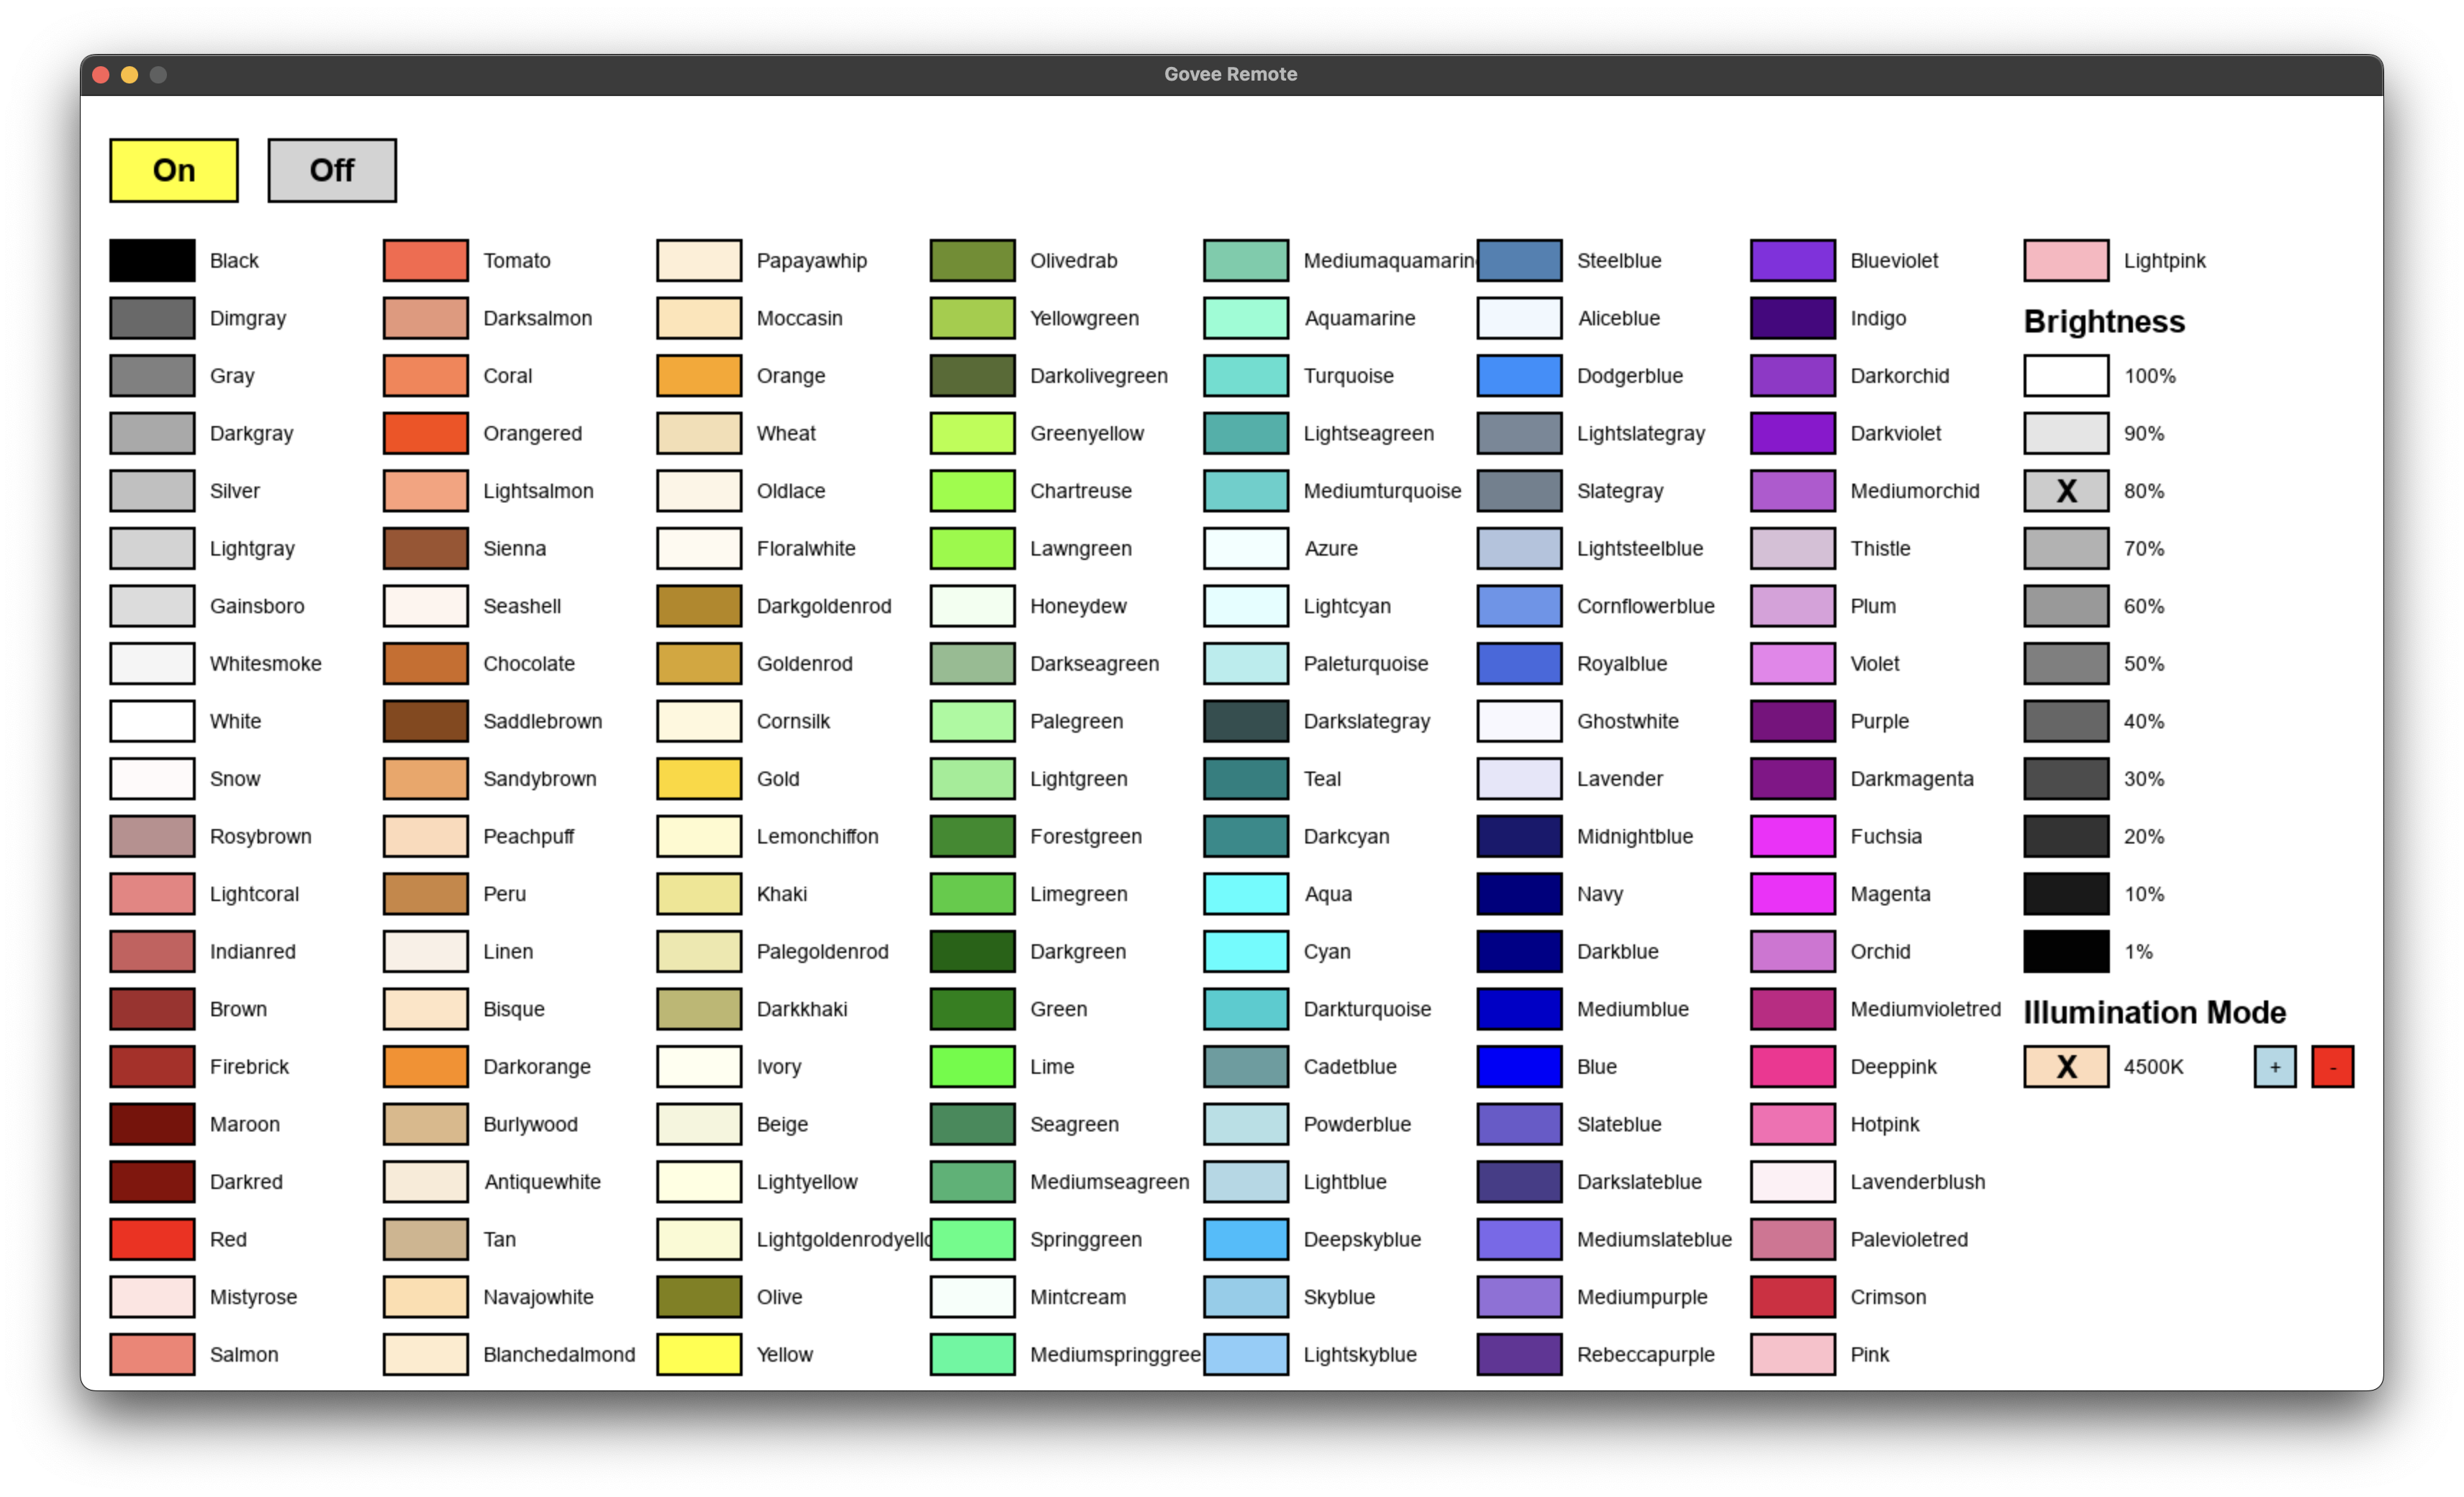 Govee Remote
On
Off
Black
Dimgray
Gray
Darkgray
Silver
Lightgray
Gainsboro
Whitesmoke
White
Snow
Rosybrown
Lightcoral
Indianred
Brown
Firebrick
Maroon
Darkred
Red
Mistyrose
Salmon
Tomato
Darksalmon
Coral
Orangered
Lightsalmon
Sienna
Seashell
Chocolate
Saddlebrown
Sandybrown
Peachpuff
Peru
Linen
Bisque
Darkorange
Burlywood
Antiquewhite
Tan
Navajowhite
Blanchedalmond
Papayawhip
Moccasin
Orange
Wheat
Oldlace
Floralwhite
Darkgoldenrod
Goldenrod
Cornsilk
Gold
Lemonchiffon
Khaki
Palegoldenrod
Darkkhaki
Ivory
Beige
Lightyellow
Lightgoldenrodyello
Olive
Yellow
Olivedrab
Yellowgreen
Darkolivegreen
Greenyellow
Chartreuse
Lawngreen
Honeydew
Darkseagreen
Palegreen
Lightgreen
Forestgreen
Limegreen
Darkgreen
Green
Lime
Seagreen
Mediumseagreen
Springgreen
Mintcream
Mediumspringgree
Mediumaquamarin
Aquamarine
Turquoise
Lightseagreen
Mediumturquoise
Azure
Lightcyan
Paleturquoise
Darkslategray
Teal
Darkcyan
Aqua
Cyan
Darkturquoise
Cadetblue
Powderblue
Lightblue
Deepskyblue
Skyblue
Lightskyblue
Steelblue
Aliceblue
Dodgerblue
Lightslategray
Slategray
Lightsteelblue
Cornflowerblue
Royalblue
Ghostwhite
Lavender
Midnightblue
Navy
Darkblue
Mediumblue
Blue
Slateblue
Darkslateblue
Mediumslateblue
Mediumpurple
Rebeccapurple
Blueviolet
Indigo
Darkorchid
Darkviolet
Mediumorchid
Thistle
Plum
Violet
Purple
Darkmagenta
Fuchsia
Magenta
Orchid
Mediumvioletred
Deeppink
Hotpink
Lavenderblush
Palevioletred
Crimson
Pink
Lightpink
Brightness
100%
90%
X 80%
70%
60%
50%
40%
30%
20%
10%
1%
Illumination Mode
X 4500K + -